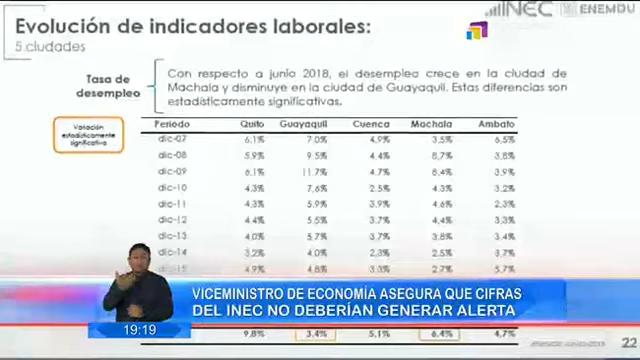 INEC ENEMDU
Evolución de indicadores laborales:
5 ciudades
Tasa de desempleo
Con respecto a junio 2018, el desempleo crece en la ciudad de
Machala y disminuye en la ciudad de Guayaquil. Estas diferencias son
estadísticamente significativas.
Variación
estadísticamente
significativa
Período Quito Guayaquil Cuenca Machala Ambato
dic-07 6,1% 7,0% 4,9% 3,5% 6,5%
dic-08 5,9% 9,5% 4,4% 8,7% 3,8%
dic-09 6,1% 11,7% 4,7% 8,4% 3,9%
dic-10 4,3% 7,6% 2,5% 4,3% 3,2%
dic-11 4,3% 5,9% 3,9% 4,6% 2,3%
dic-12 4,4% 5,5% 3,7% 4,4% 3,3%
dic-13 4,0% 5,7% 3,7% 3,8% 3,4%
dic-14 3,2% 4,0% 2,3% 2,5% 3,7%
dic-15 4,9% 4,8% 3,0% 2,7% 5,7%
VICEMINISTRO DE ECONOMÍA ASEGURA QUE CIFRAS
DEL INEC NO DEBERÍAN GENERAR ALERTA
19:19
9,8% 3,4% 5,1% 6,4% 4,7%
22